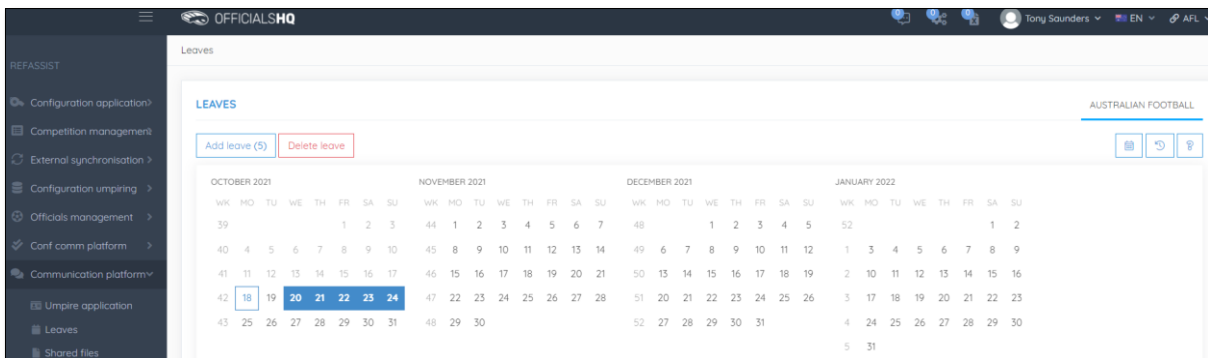 OFFICIALSHQ
0 0 0 Tony Saunders EN AFL
REFASSIST
Configuration application
Competition management
External synchronisation
Configuration umpiring
Officials management
Conf comm platform
Communication platform
Umpire application
Leaves
Shared files
Leaves
LEAVES
AUSTRALIAN FOOTBALL
Add leave (5) Delete leave
OCTOBER 2021
WK MO TU WE TH FR SA SU
39 1 2 3
40 4 5 6 7 8 9 10
41 11 12 13 14 15 16 17
42 18 19 20 21 22 23 24
43 25 26 27 28 29 30 31
NOVEMBER 2021
WK MO TU WE TH FR SA SU
44 1 2 3 4 5 6 7
45 8 9 10 11 12 13 14
46 15 16 17 18 19 20 21
47 22 23 24 25 26 27 28
48 29 30
DECEMBER 2021
WK MO TU WE TH FR SA SU
48 1 2 3 4 5
49 6 7 8 9 10 11 12
50 13 14 15 16 17 18 19
51 20 21 22 23 24 25 26
52 27 28 29 30 31
JANUARY 2022
WK MO TU WE TH FR SA SU
52 1 2
1 3 4 5 6 7 8 9
2 10 11 12 13 14 15 16
3 17 18 19 20 21 22 23
4 24 25 26 27 28 29 30
5 31